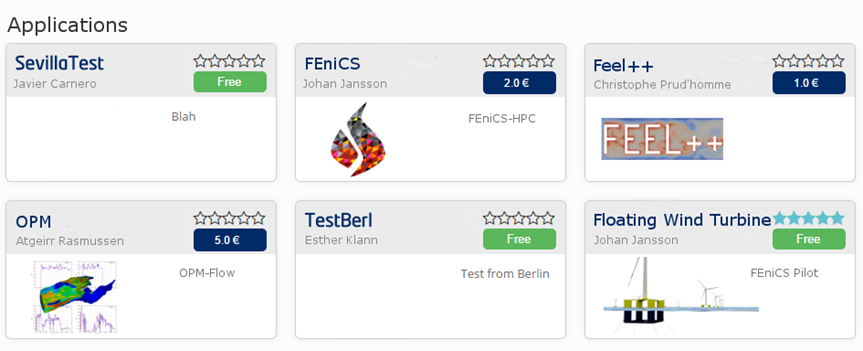 Applications
SevillaTest
Javier Carnero
Free
Blah
FEniCS
Johan Jansson
2.0 €
FEniCS-HPC
Feel++
Christophe Prud'homme
1.0 €
FEEL++
OPM
Atgeirr Rasmussen
5.0 €
OPM-Flow
TestBerl
Esther Klann
Free
Test from Berlin
Floating Wind Turbine
Johan Jansson
Free
FEniCS Pilot